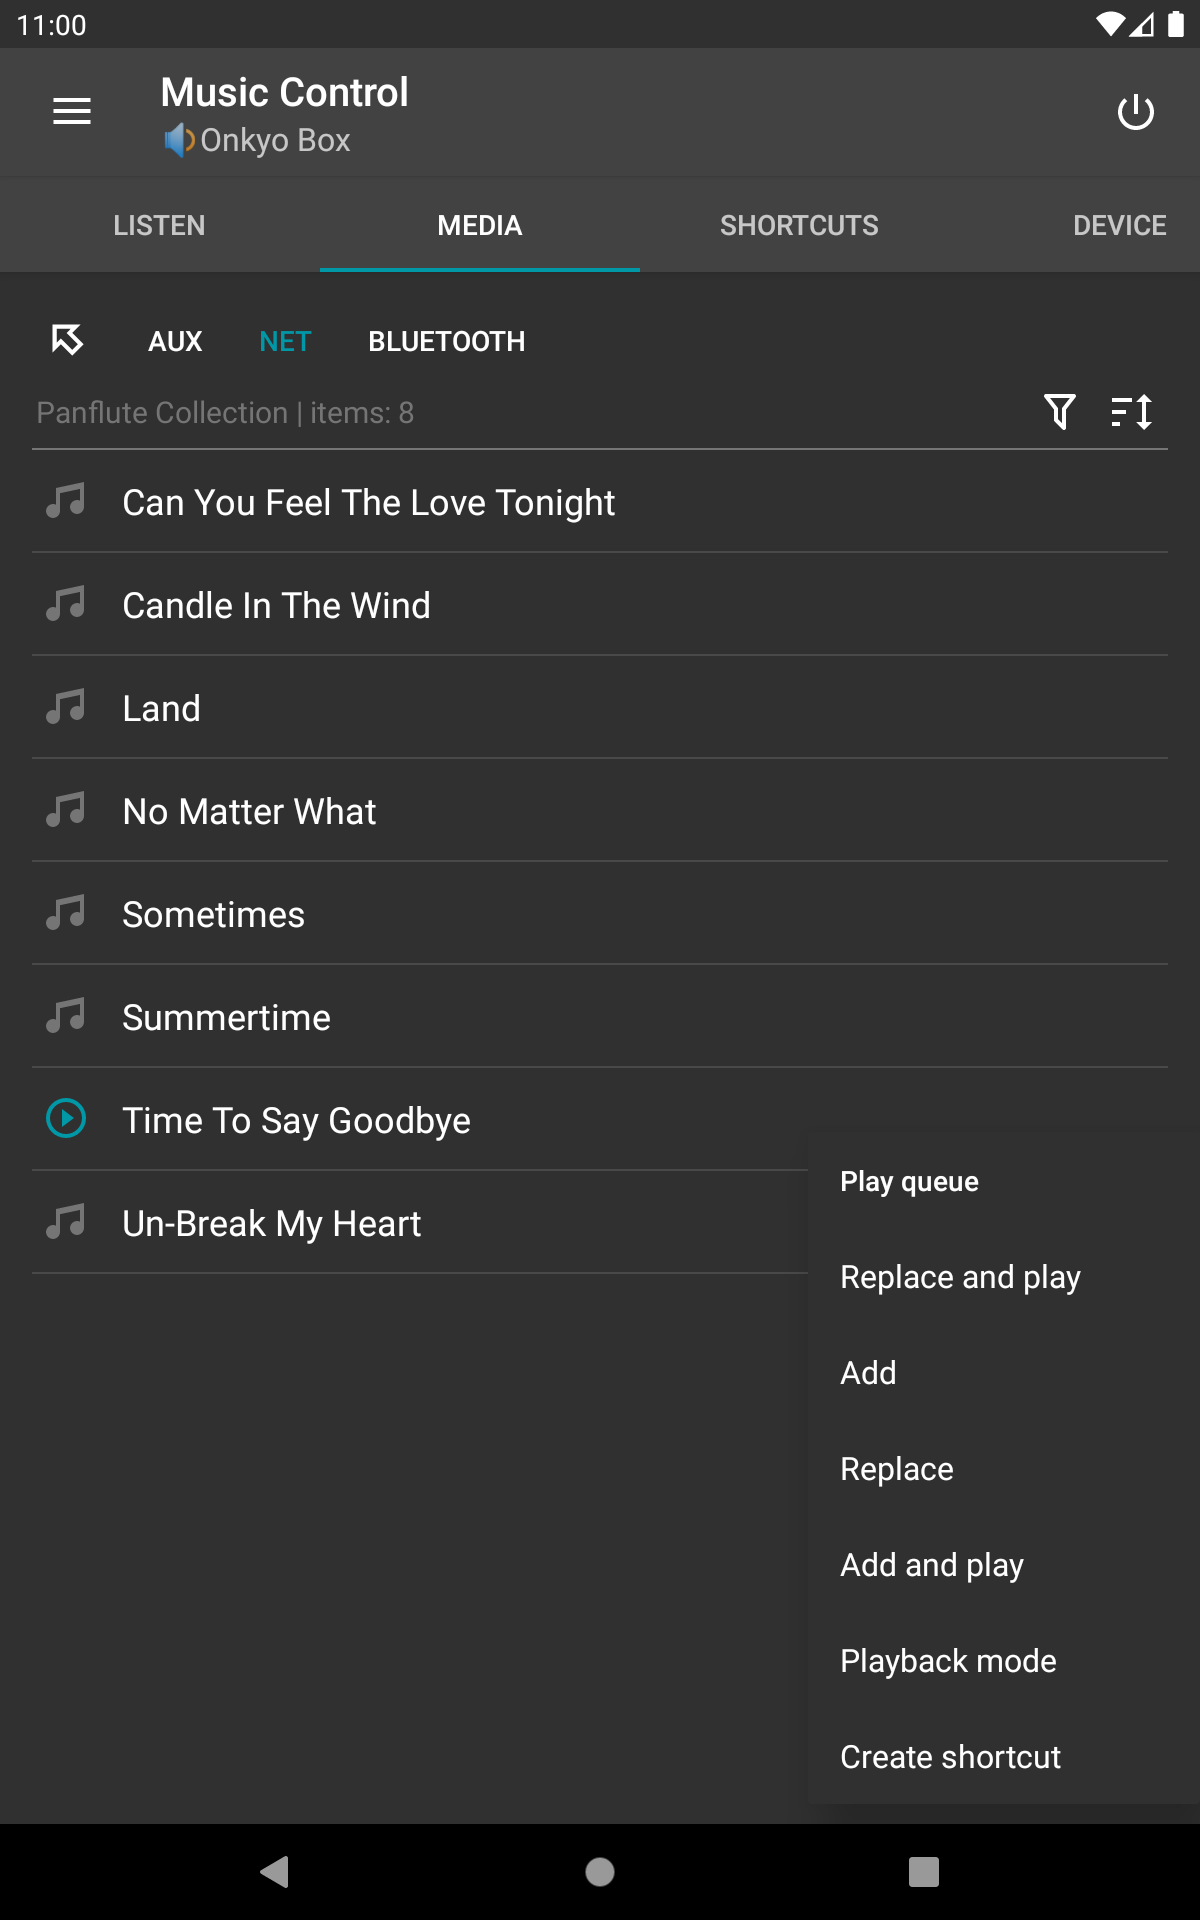 11:00
Music Control
Onkyo Box
LISTEN MEDIA SHORTCUTS DEVICE
AUX NET BLUETOOTH
Panflute Collection | items: 8
Can You Feel The Love Tonight
Candle In The Wind
Land
No Matter What
Sometimes
Summertime
Time To Say Goodbye
Un-Break My Heart
Play queue
Replace and play
Add
Replace
Add and play
Playback mode
Create shortcut